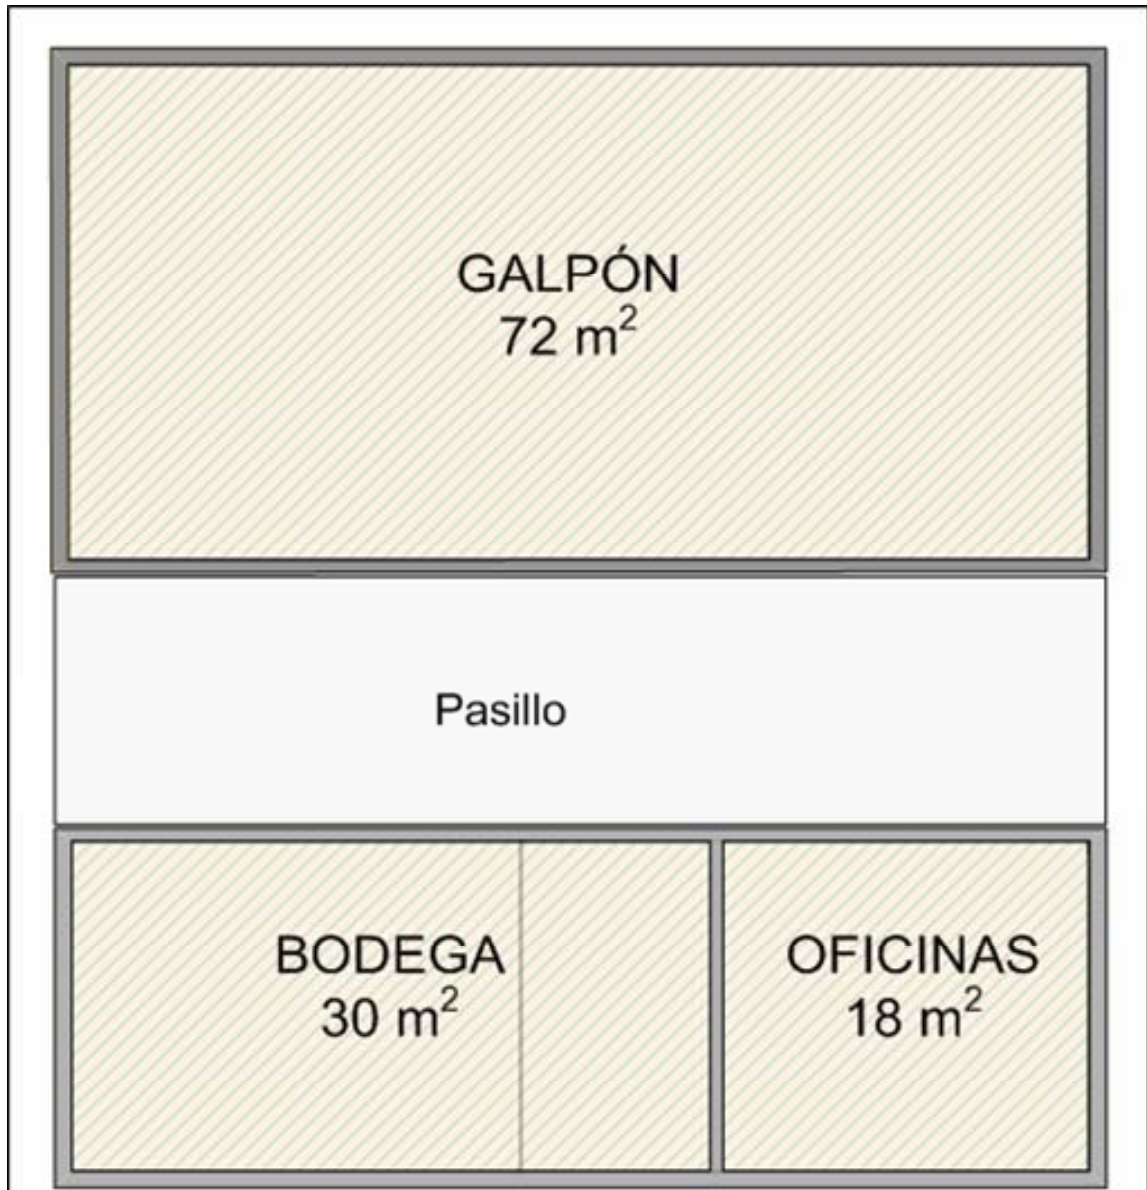 GALPÓN
72 m²
Pasillo
BODEGA
30 m²
OFICINAS
18 m²